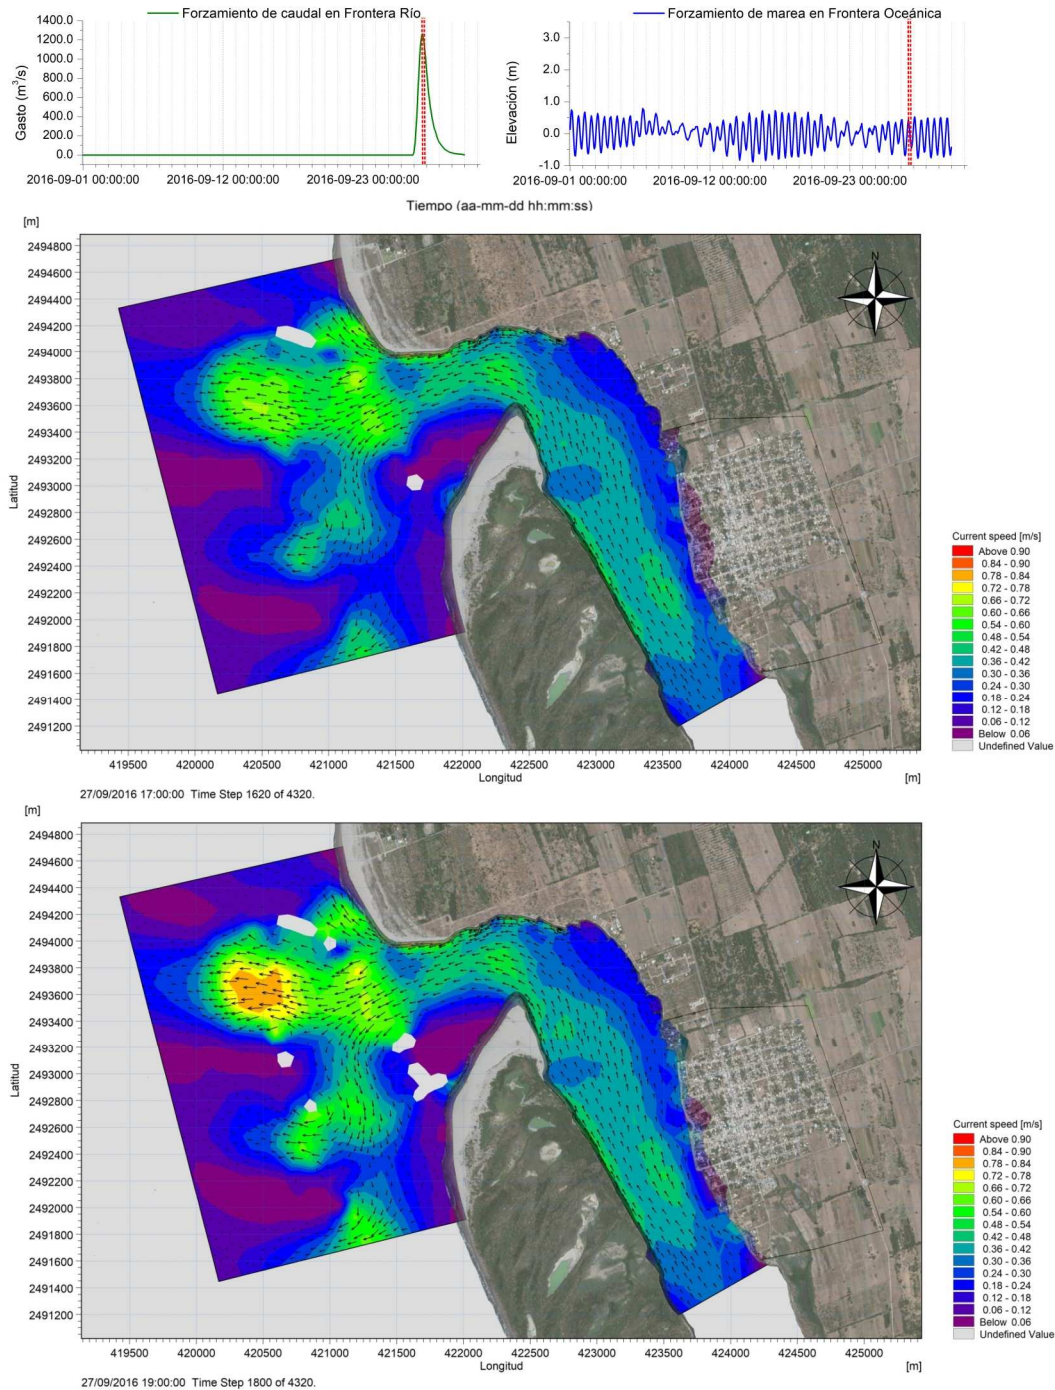 Forzamiento de caudal en Frontera Río
1400.0
1200.0
1000.0
800.0
600.0
400.0
200.0
0.0
Gasto (m³/s)
2016-09-01 00:00:00
2016-09-12 00:00:00
2016-09-23 00:00:00
Forzamiento de marea en Frontera Oceánica
3.0
2.0
1.0
0.0
-1.0
Elevación (m)
2016-09-01 00:00:00
2016-09-12 00:00:00
2016-09-23 00:00:00
Tiempo (aa-mm-dd hh:mm:ss)
[m]
2494800
2494600
2494400
2494200
2494000
2493800
2493600
2493400
2493200
2493000
2492800
2492600
2492400
2492200
2492000
2491800
2491600
2491400
2491200
Latitud
N
419500
420000
420500
421000
421500
422000
422500
423000
423500
424000
424500
425000
Longitud
[m]
27/09/2016 17:00:00 Time Step 1620 of 4320.
Current speed [m/s]
Above 0.90
0.84 - 0.90
0.78 - 0.84
0.72 - 0.78
0.66 - 0.72
0.60 - 0.66
0.54 - 0.60
0.48 - 0.54
0.42 - 0.48
0.36 - 0.42
0.30 - 0.36
0.24 - 0.30
0.18 - 0.24
0.12 - 0.18
0.06 - 0.12
Below 0.06
Undefined Value
[m]
2494800
2494600
2494400
2494200
2494000
2493800
2493600
2493400
2493200
2493000
2492800
2492600
2492400
2492200
2492000
2491800
2491600
2491400
2491200
Latitud
N
419500
420000
420500
421000
421500
422000
422500
423000
423500
424000
424500
425000
Longitud
[m]
27/09/2016 19:00:00 Time Step 1800 of 4320.
Current speed [m/s]
Above 0.90
0.84 - 0.90
0.78 - 0.84
0.72 - 0.78
0.66 - 0.72
0.60 - 0.66
0.54 - 0.60
0.48 - 0.54
0.42 - 0.48
0.36 - 0.42
0.30 - 0.36
0.24 - 0.30
0.18 - 0.24
0.12 - 0.18
0.06 - 0.12
Below 0.06
Undefined Value